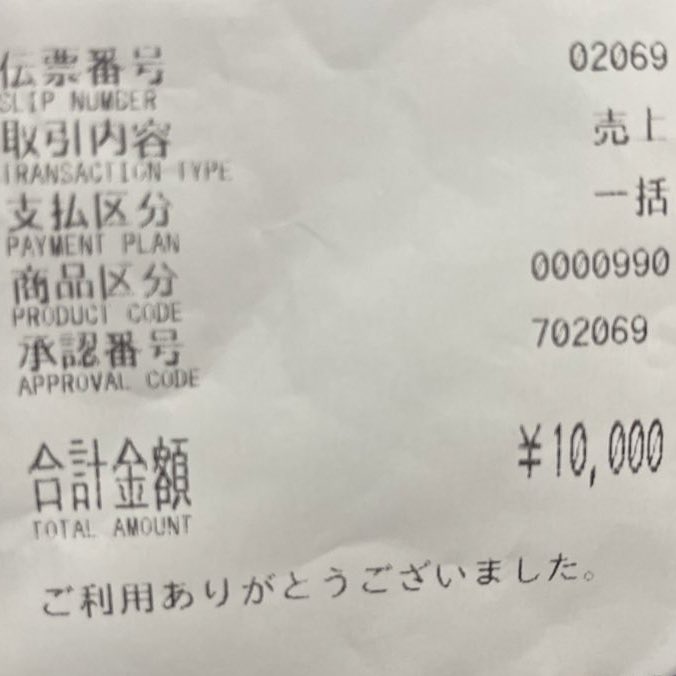 伝票番号 02069
SLIP NUMBER
取引内容 売上
TRANSACTION TYPE
支払区分 一括
PAYMENT PLAN
商品区分 0000990
PRODUCT CODE
承認番号 702069
APPROVAL CODE
合計金額 ¥10,000
TOTAL AMOUNT
ご利用ありがとうございました。